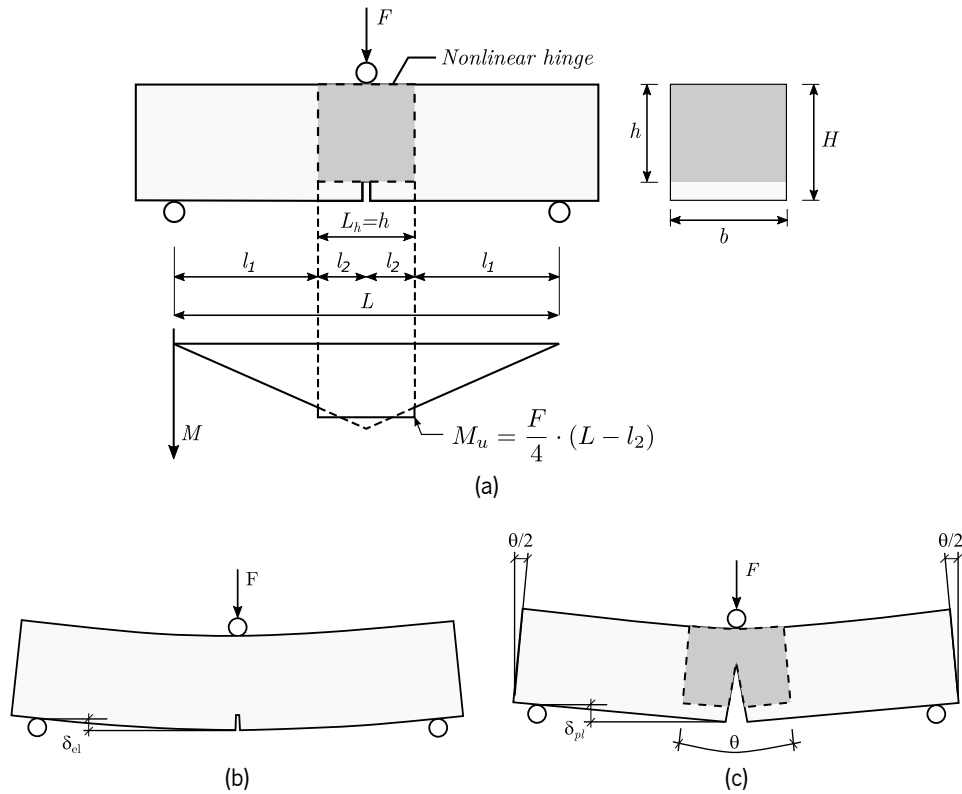 F
Nonlinear hinge
h
H
L_h=h
b
l_1 l_2 l_2 l_1
L
M
M_u = F/4 · (L − l_2)
(a)
θ/2 θ/2
F
F
δ_el
δ_pl
θ
(b) (c)